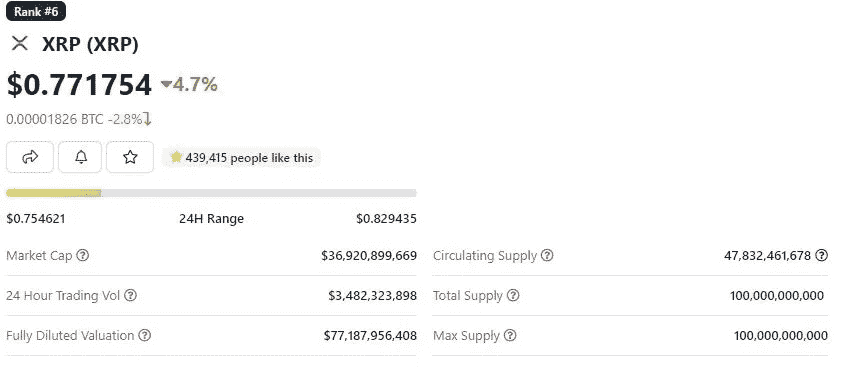 Rank #6
XRP (XRP)
$0.771754 4.7%
0.00001826 BTC -2.8%
439,415 people like this
$0.754621 24H Range $0.829435
Market Cap $36,920,899,669 Circulating Supply 47,832,461,678
24 Hour Trading Vol $3,482,323,898 Total Supply 100,000,000,000
Fully Diluted Valuation $77,187,956,408 Max Supply 100,000,000,000